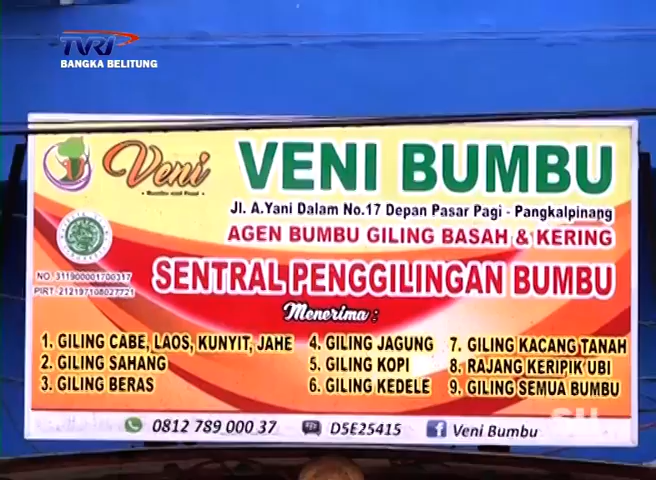 TVRI
BANGKA BELITUNG
Veni
Bumbu and Food
VENI BUMBU
Jl. A.Yani Dalam No.17 Depan Pasar Pagi - Pangkalpinang
AGEN BUMBU GILING BASAH & KERING
NO. 311900001700317
PIRT. 212197108027721
SENTRAL PENGGILINGAN BUMBU
Menerima :
1. GILING CABE, LAOS, KUNYIT, JAHE
2. GILING SAHANG
3. GILING BERAS
4. GILING JAGUNG
5. GILING KOPI
6. GILING KEDELE
7. GILING KACANG TANAH
8. RAJANG KERIPIK UBI
9. GILING SEMUA BUMBU
0812 789 000 37
D5E25415
Veni Bumbu